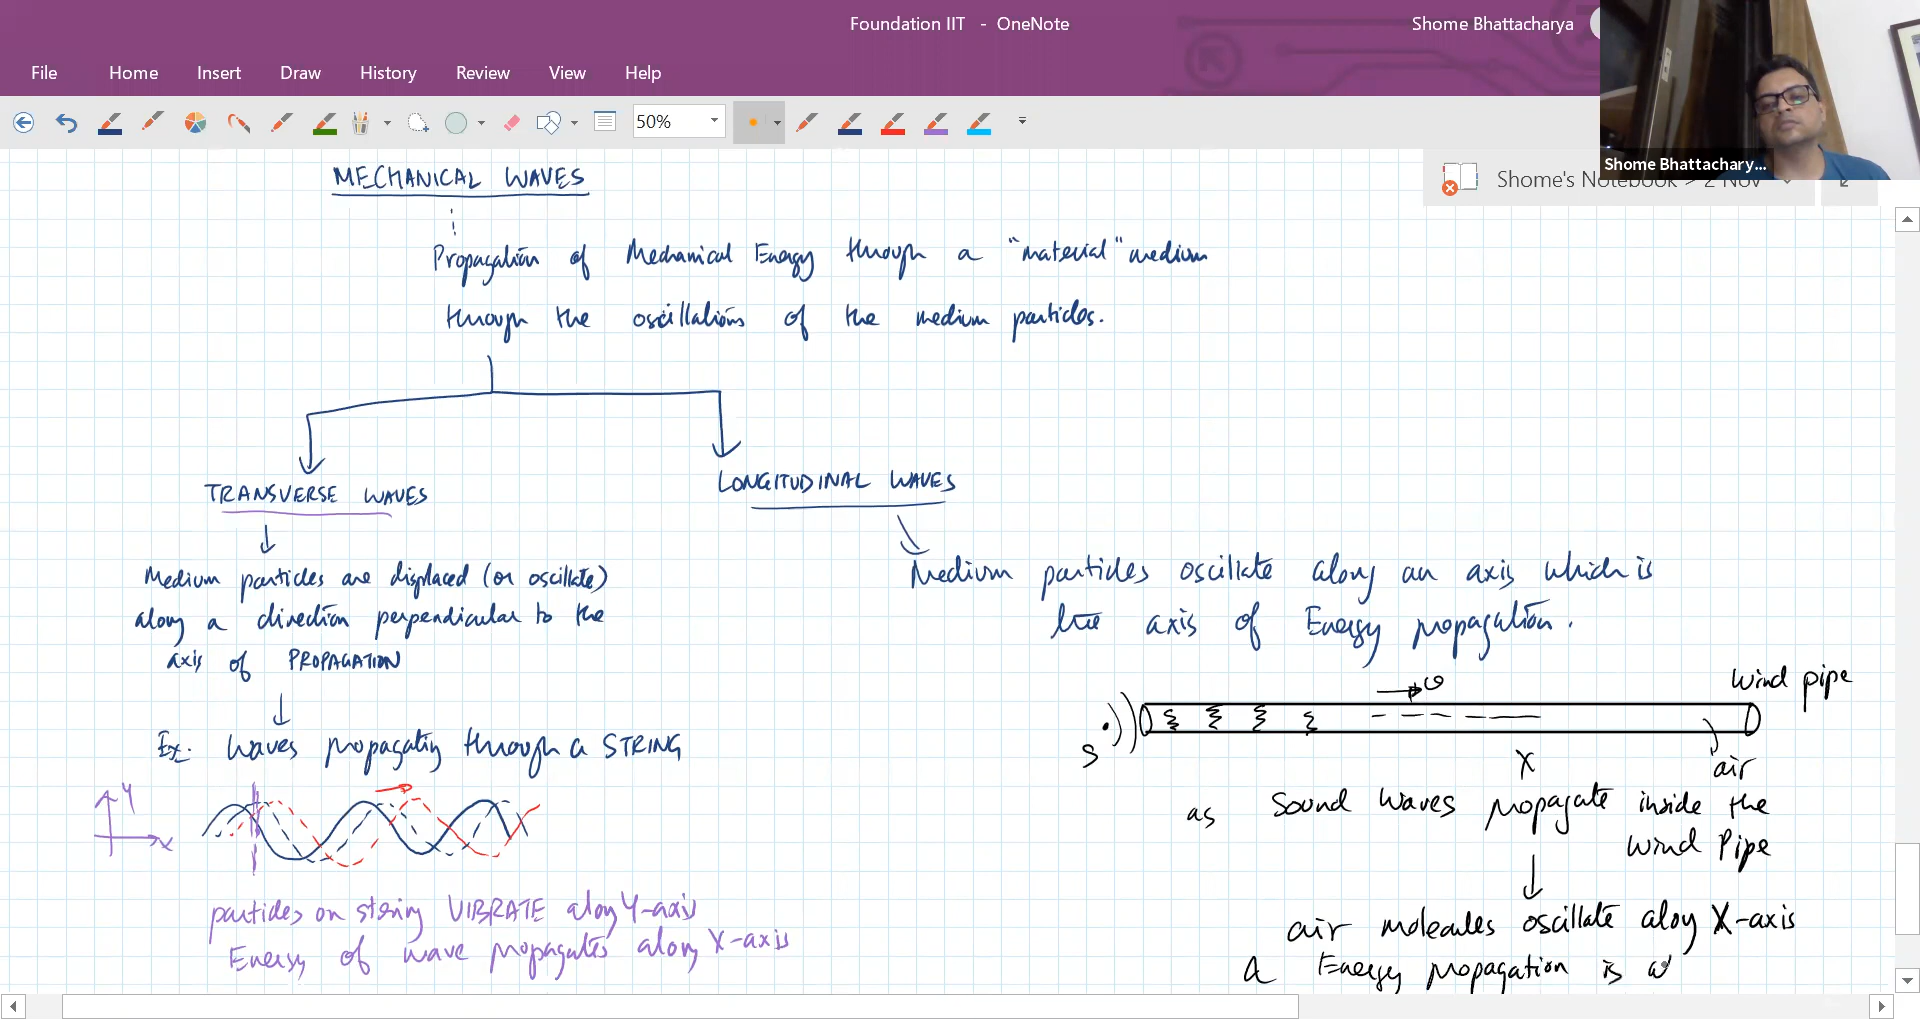 Foundation IIT - OneNote
Shome Bhattacharya
File Home Insert Draw History Review View Help
50%
Shome Bhattachary...
Shome's Notebook > 2 Nov
MECHANICAL WAVES
Propagation of Mechanical Energy through a "material" medium
through the oscillations of the medium particles.
TRANSVERSE WAVES
LONGITUDINAL WAVES
Medium particles are displaced (or oscillate)
along a direction perpendicular to the
axis of PROPAGATION
Ex: Waves propagating through a STRING
Y
X
particles on string VIBRATE along Y-axis
Energy of wave propagates along X-axis
Medium particles oscillate along an axis which is
the axis of Energy propagation.
Wind pipe
S
X
air
as Sound Waves propagate inside the
Wind Pipe
air molecules oscillate along X-axis
Energy propagation is